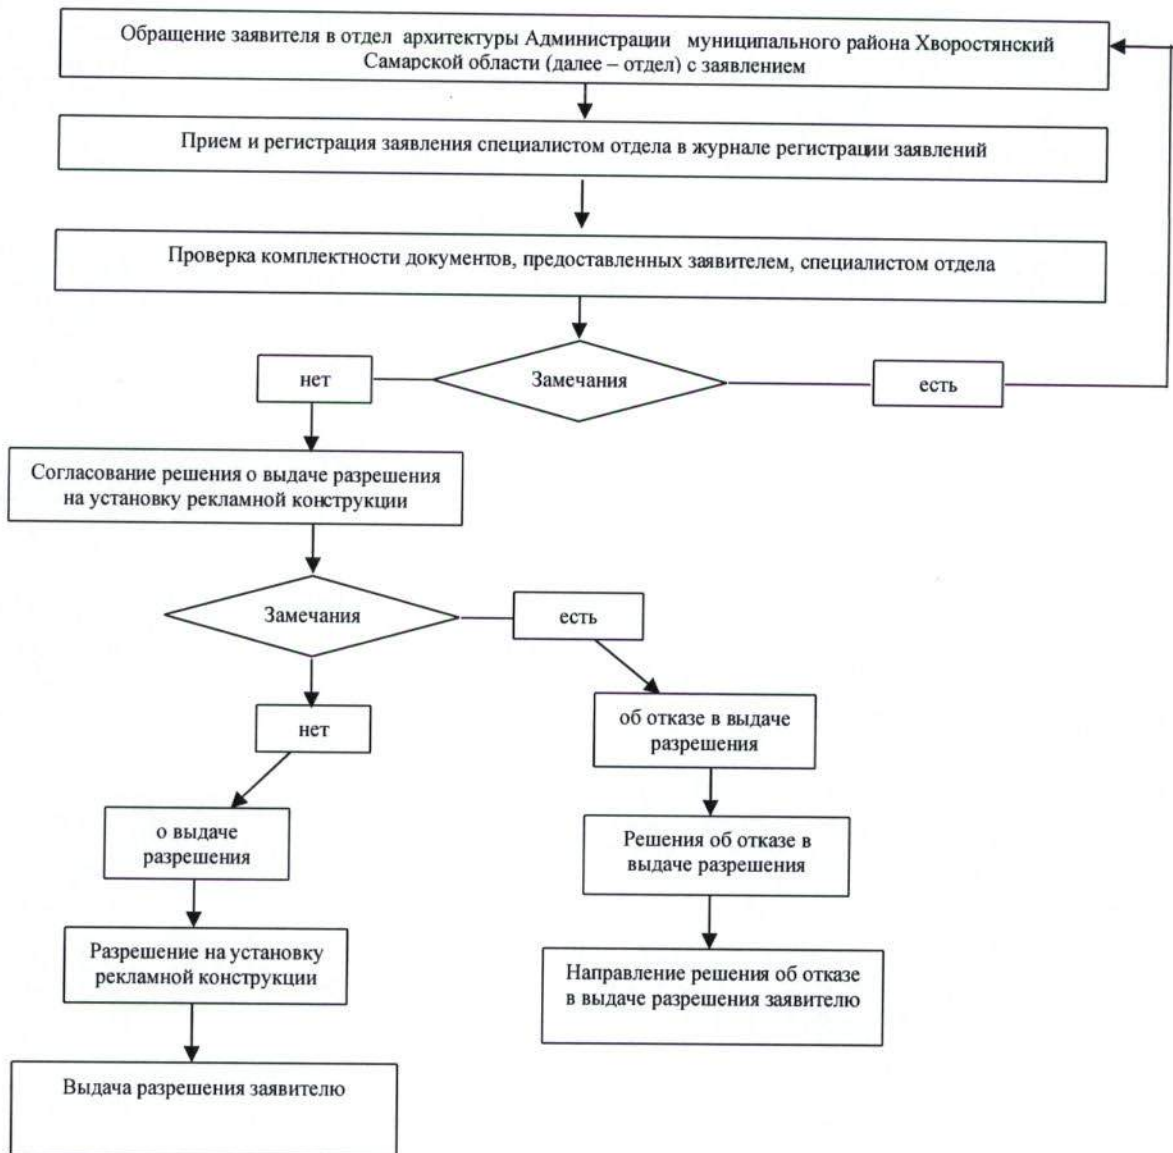 Обращение заявителя в отдел архитектуры Администрации муниципального района Хворостянский
Самарской области (далее – отдел) с заявлением
Прием и регистрация заявления специалистом отдела в журнале регистрации заявлений
Проверка комплектности документов, предоставленных заявителем, специалистом отдела
нет
Замечания
есть
Согласование решения о выдаче разрешения
на установку рекламной конструкции
Замечания
есть
нет
об отказе в выдаче
разрешения
о выдаче
разрешения
Решения об отказе в
выдаче разрешения
Разрешение на установку
рекламной конструкции
Направление решения об отказе
в выдаче разрешения заявителю
Выдача разрешения заявителю